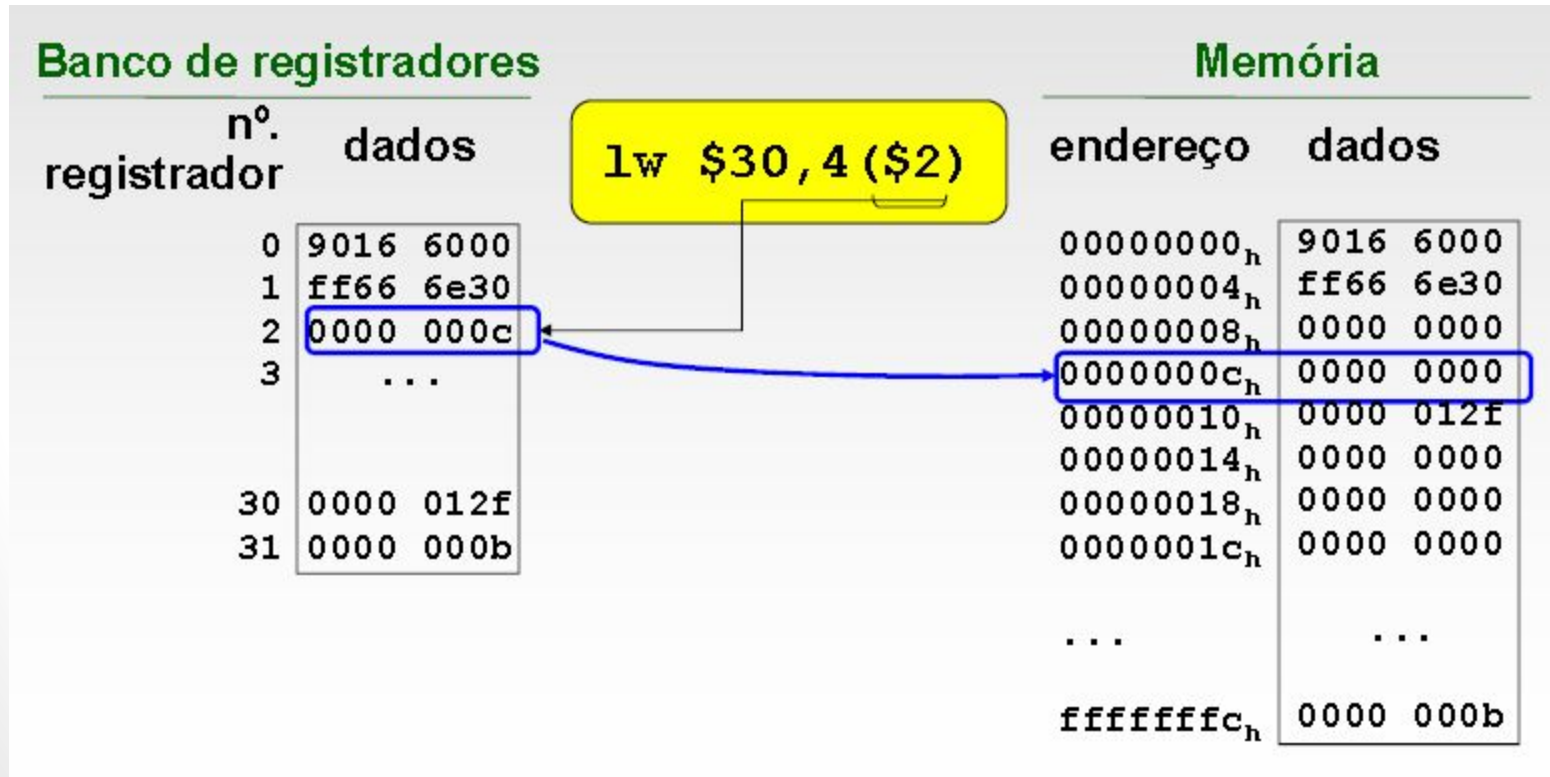 Banco de registradores
nº.
registrador
dados
0 9016 6000
1 ff66 6e30
2 0000 000c
3 ...
30 0000 012f
31 0000 000b
lw $30,4($2)
Memória
endereço dados
00000000h 9016 6000
00000004h ff66 6e30
00000008h 0000 0000
0000000ch 0000 0000
00000010h 0000 012f
00000014h 0000 0000
00000018h 0000 0000
0000001ch 0000 0000
... ...
fffffffch 0000 000b